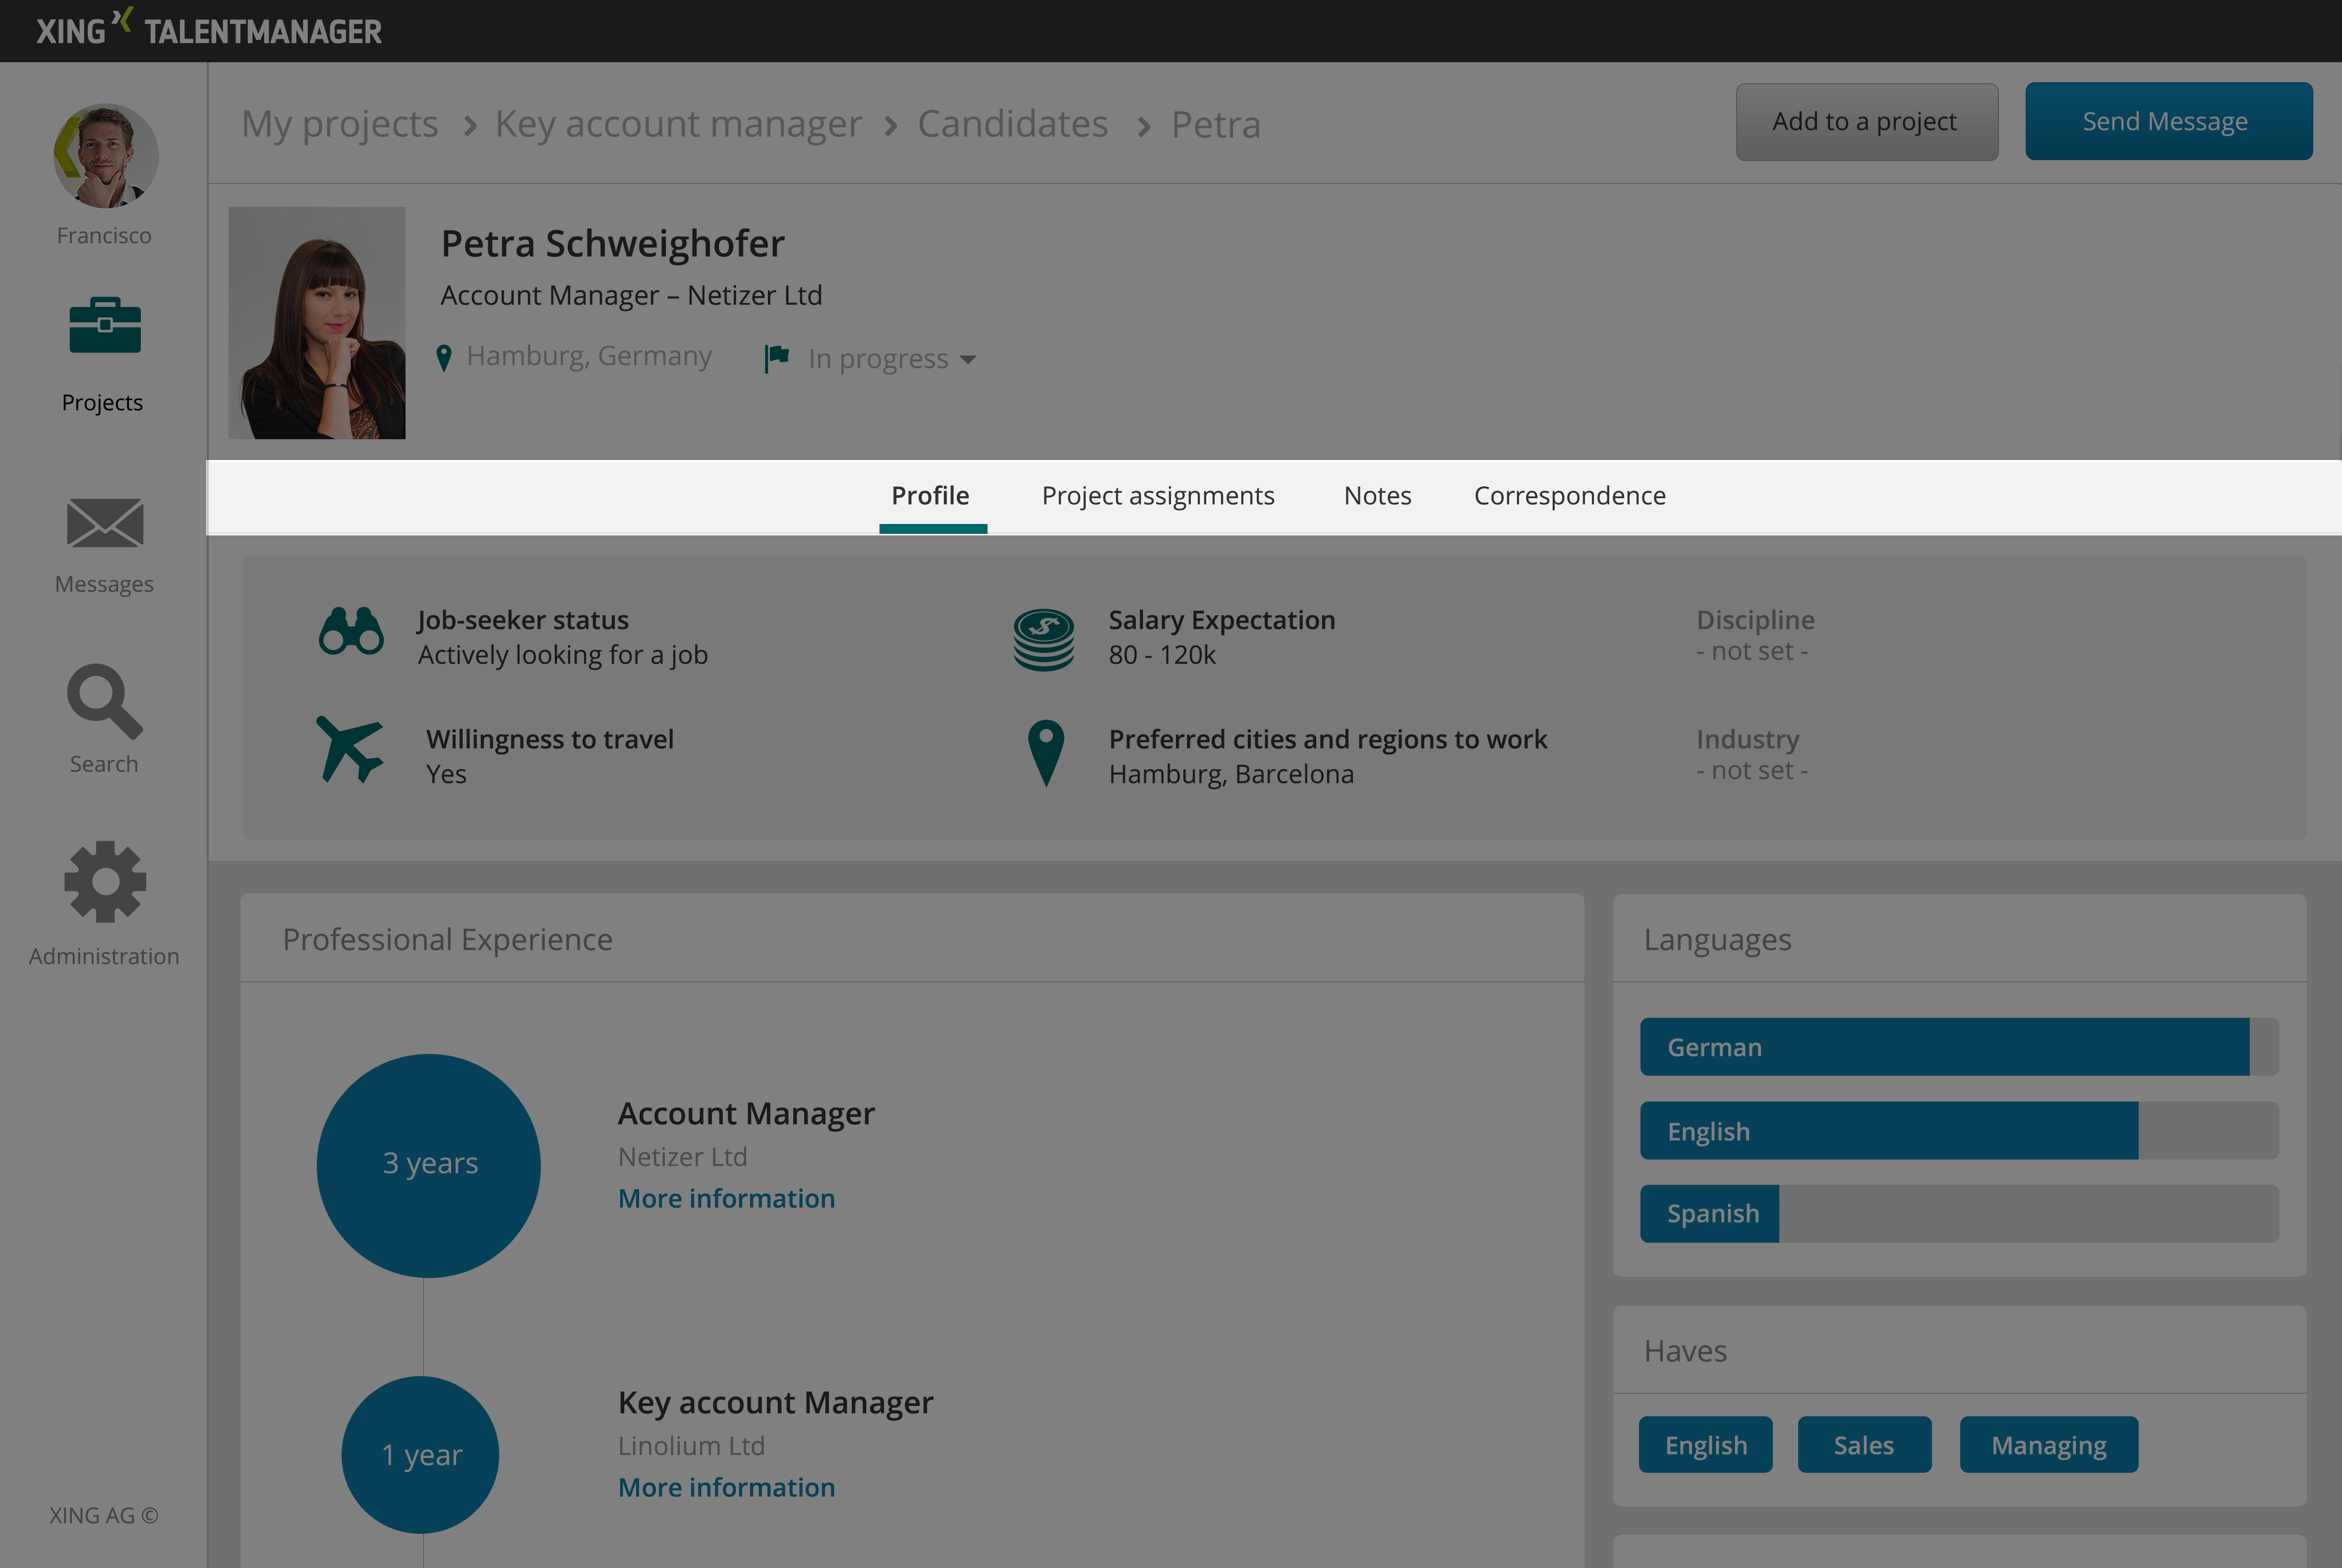 XING TALENTMANAGER
My projects > Key account manager > Candidates > Petra
Add to a project
Send Message
Francisco
Projects
Messages
Search
Administration
XING AG ©
Petra Schweighofer
Account Manager – Netizer Ltd
Hamburg, Germany
In progress
Profile
Project assignments
Notes
Correspondence
Job-seeker status
Actively looking for a job
Salary Expectation
80 - 120k
Discipline
- not set -
Willingness to travel
Yes
Preferred cities and regions to work
Hamburg, Barcelona
Industry
- not set -
Professional Experience
3 years
Account Manager
Netizer Ltd
More information
1 year
Key account Manager
Linolium Ltd
More information
Languages
German
English
Spanish
Haves
English
Sales
Managing